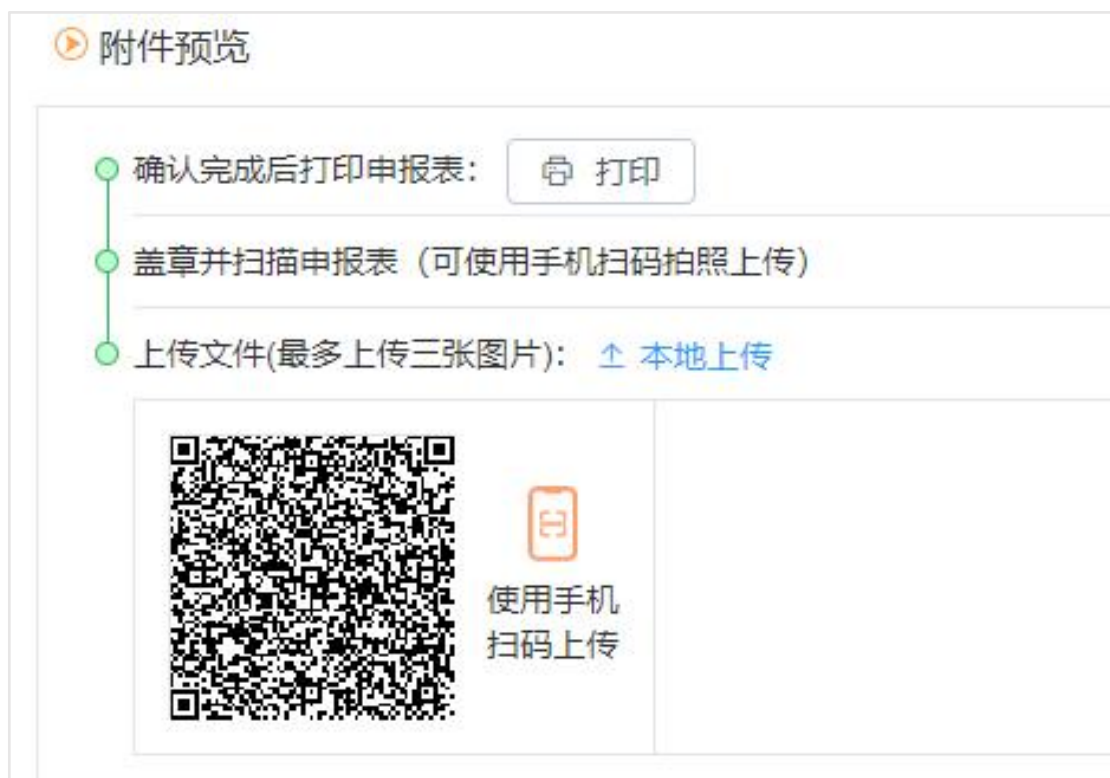 附件预览
确认完成后打印申报表： 打印
盖章并扫描申报表（可使用手机扫码拍照上传）
上传文件(最多上传三张图片)： 本地上传
使用手机
扫码上传